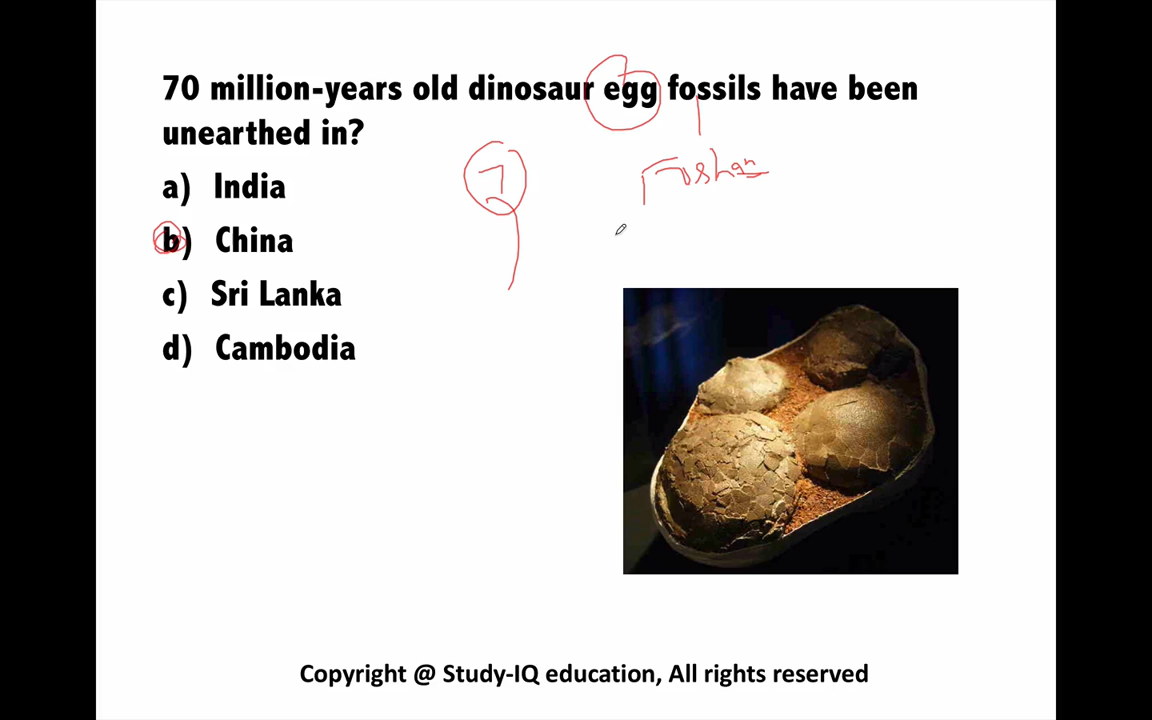 70 million-years old dinosaur egg fossils have been
unearthed in?
7
Foshan
a) India
b) China
c) Sri Lanka
d) Cambodia
Copyright @ Study-IQ education, All rights reserved